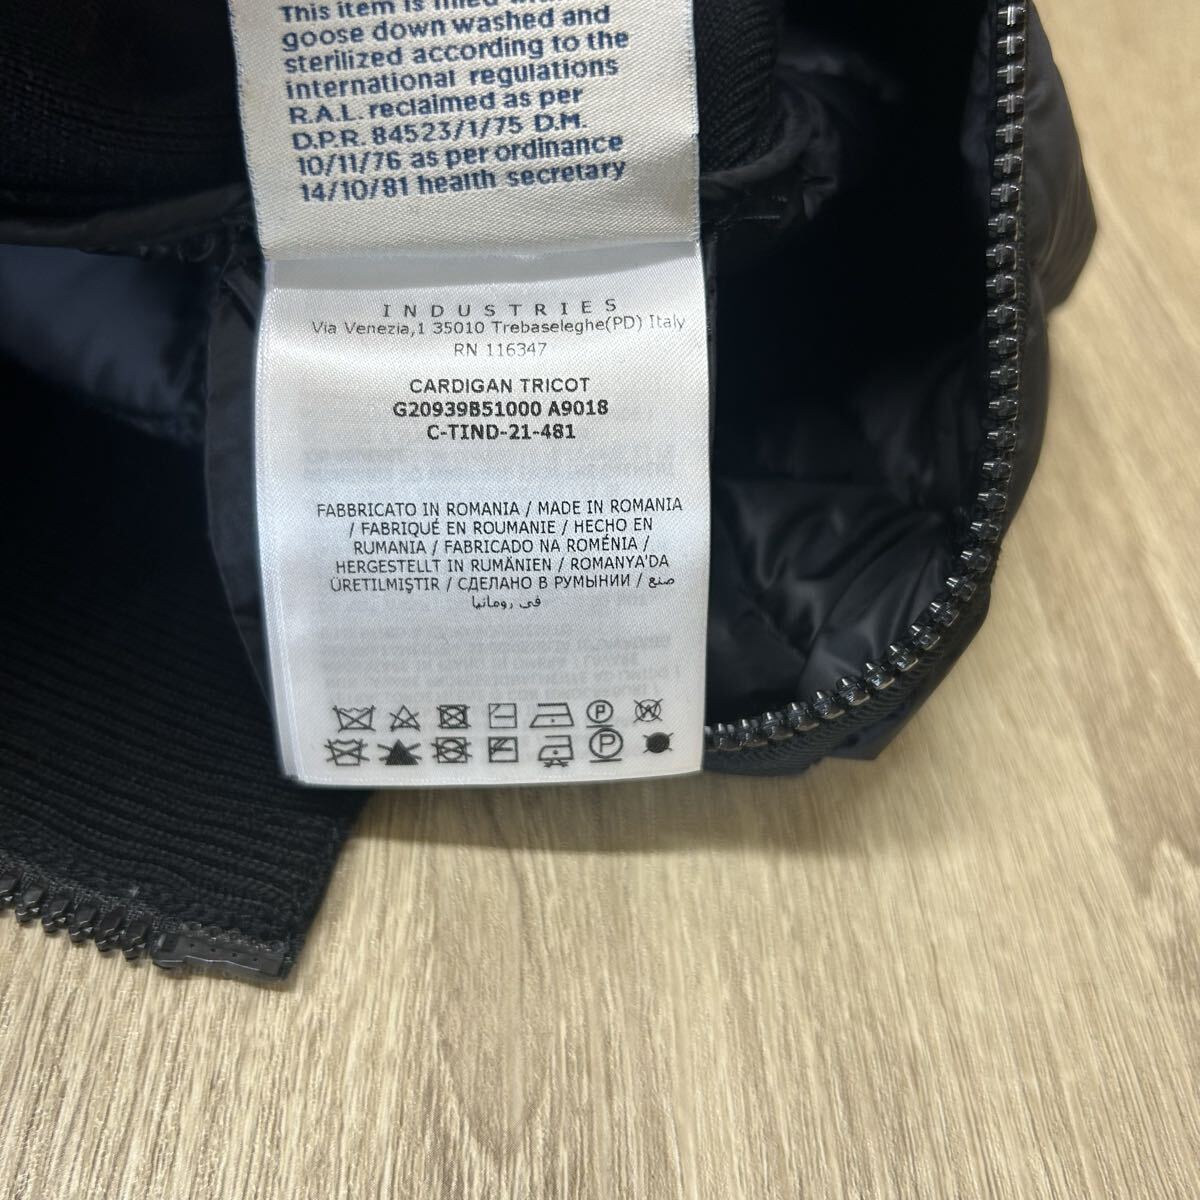 This item is filled with
goose down washed and
sterilized according to the
international regulations
R.A.L. reclaimed as per
D.P.R. 84523/1/75 D.M.
10/11/76 as per ordinance
14/10/81 health secretary
INDUSTRIES
Via Venezia,1 35010 Trebaseleghe(PD) Italy
RN 116347
CARDIGAN TRICOT
G20939B51000 A9018
C-TIND-21-481
FABBRICATO IN ROMANIA / MADE IN ROMANIA
/ FABRIQUÉ EN ROUMANIE / HECHO EN
RUMANIA / FABRICADO NA ROMÉNIA /
HERGESTELLT IN RUMÄNIEN / ROMANYA'DA
ÜRETILMIŞTIR / СДЕЛАНО В РУМЫНИИ / صنع
في رومانيا
P W
P